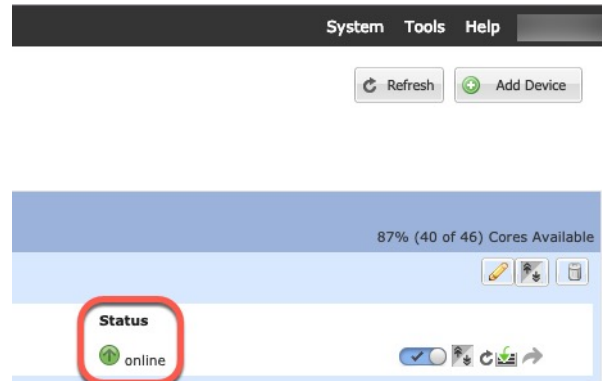 System Tools Help
Refresh Add Device
87% (40 of 46) Cores Available
Status
online